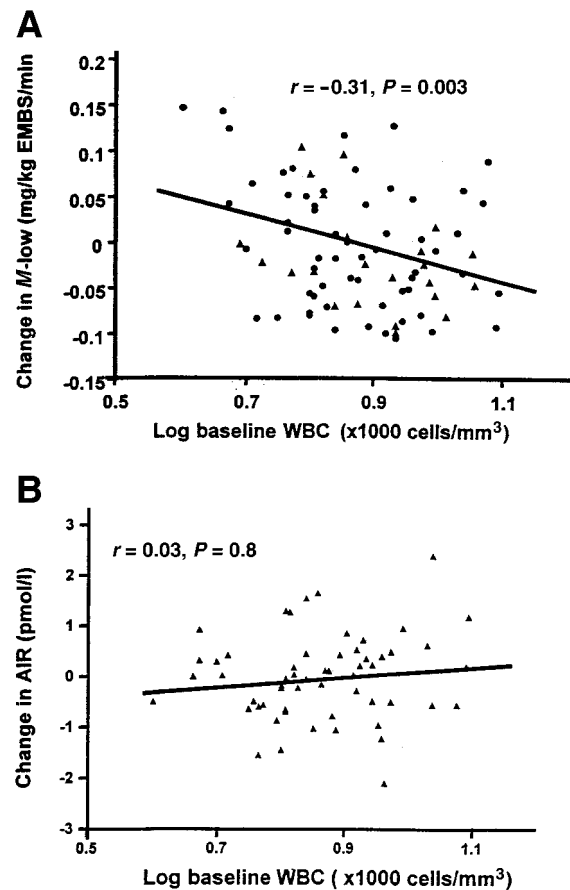 A
r = −0.31, P = 0.003
Change in M-low (mg/kg EMBS/min
0.2
0.15
0.1
0.05
0
-0.05
-0.1
-0.15
0.5
0.7
0.9
1.1
Log baseline WBC (x1000 cells/mm³)
B
r = 0.03, P = 0.8
Change in AIR (pmol/l)
3
2
1
0
-1
-2
-3
0.5
0.7
0.9
1.1
Log baseline WBC ( x1000 cells/mm³)